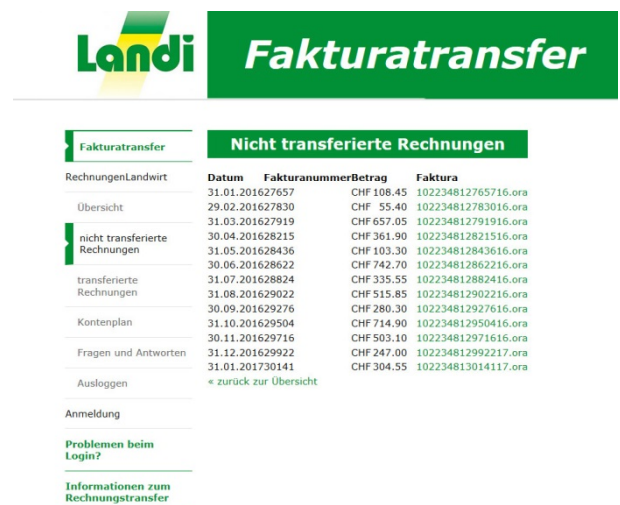 Landi
Fakturatransfer
Fakturatransfer
RechnungenLandwirt
Übersicht
nicht transferierte
Rechnungen
transferierte
Rechnungen
Kontenplan
Fragen und Antworten
Ausloggen
Anmeldung
Problemen beim
Login?
Informationen zum
Rechnungstransfer
Nicht transferierte Rechnungen
Datum FakturanummerBetrag Faktura
31.01.201627657 CHF 108.45 102234812765716.ora
29.02.201627830 CHF 55.40 102234812783016.ora
31.03.201627919 CHF 657.05 102234812791916.ora
30.04.201628215 CHF 361.90 102234812821516.ora
31.05.201628436 CHF 103.30 102234812843616.ora
30.06.201628622 CHF 742.70 102234812862216.ora
31.07.201628824 CHF 335.55 102234812882416.ora
31.08.201629022 CHF 515.85 102234812902216.ora
30.09.201629276 CHF 280.30 102234812927616.ora
31.10.201629504 CHF 714.90 102234812950416.ora
30.11.201629716 CHF 503.10 102234812971616.ora
31.12.201629922 CHF 247.00 102234812992217.ora
31.01.201730141 CHF 304.55 102234813014117.ora
« zurück zur Übersicht